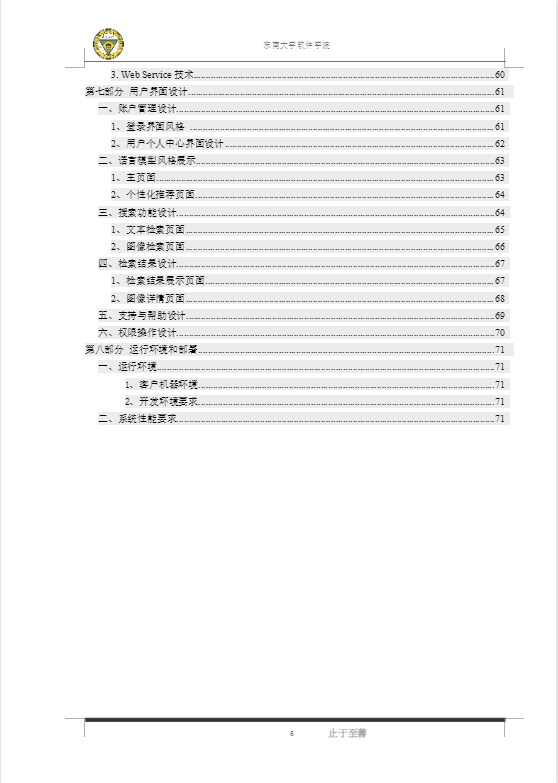 东南大学软件学院
3. Web Service 技术........60
第七部分 用户界面设计........61
一、账户管理设计........61
1、登录界面风格 ........61
2、用户个人中心界面设计........62
二、语言模型风格展示........63
1、主页面........63
2、个性化推荐页面........64
三、搜索功能设计........64
1、文本检索页面........65
2、图像检索页面........66
四、检索结果设计........67
1、检索结果展示页面........67
2、图像详情页面........68
五、支持与帮助设计........69
六、权限操作设计........70
第八部分 运行环境和部署........71
一、运行环境........71
1、客户机器环境........71
2、开发环境要求........71
二、系统性能要求........71
6 止于至善